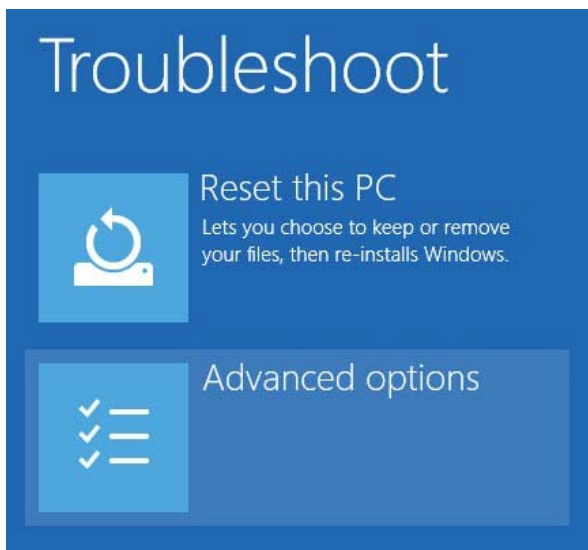 Troubleshoot
Reset this PC
Lets you choose to keep or remove
your files, then re-installs Windows.
Advanced options